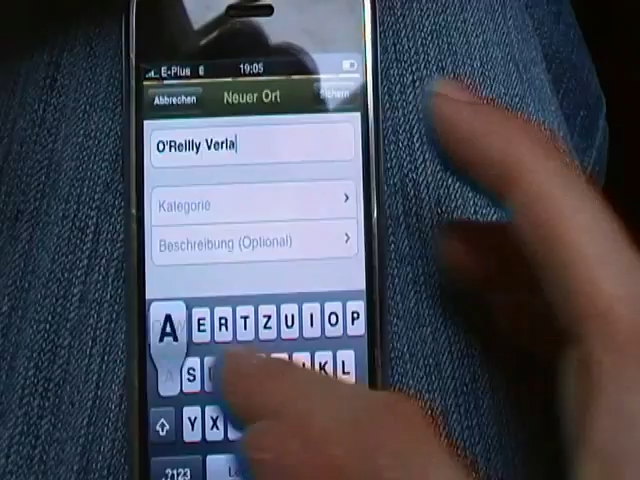 E-Plus 19:05
Abbrechen Neuer Ort Sichern
O'Reilly Verla
Kategorie
Beschreibung (Optional)
A E R T Z U I O P
A S K L
Y X
.?123